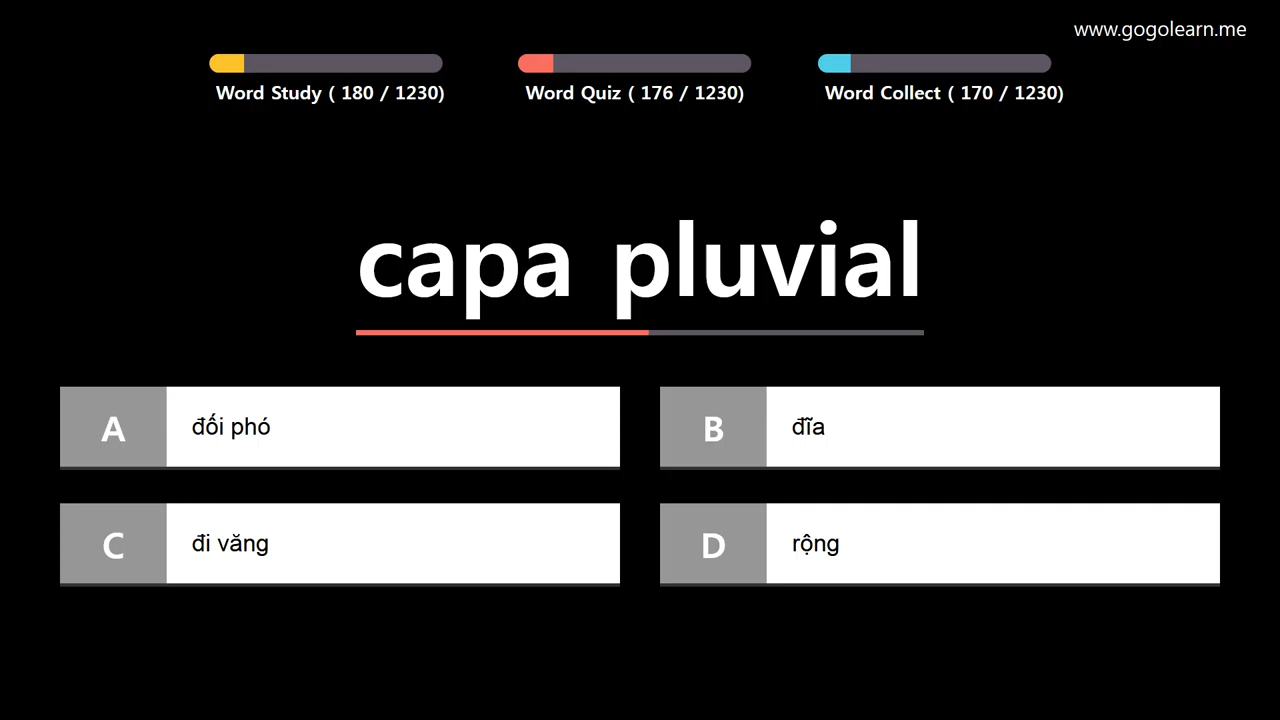 www.gogolearn.me
Word Study ( 180 / 1230)
Word Quiz ( 176 / 1230)
Word Collect ( 170 / 1230)
capa pluvial
A đối phó
B đĩa
C đi văng
D rộng